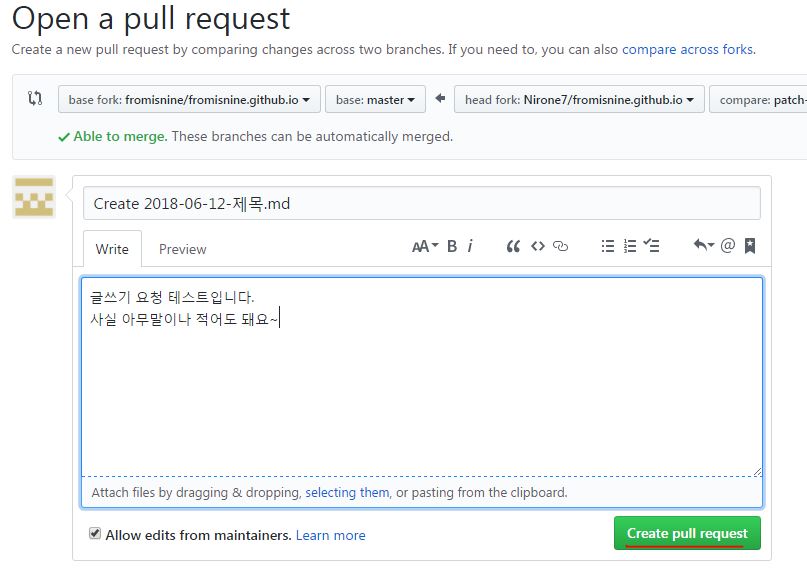 Open a pull request
Create a new pull request by comparing changes across two branches. If you need to, you can also compare across forks.
base fork: fromisnine/fromisnine.github.io base: master head fork: Nirone7/fromisnine.github.io compare: patch-
Able to merge. These branches can be automatically merged.
Create 2018-06-12-제목.md
Write Preview AA B i @
글쓰기 요청 테스트입니다.
사실 아무말이나 적어도 돼요~
Attach files by dragging & dropping, selecting them, or pasting from the clipboard.
Allow edits from maintainers. Learn more Create pull request